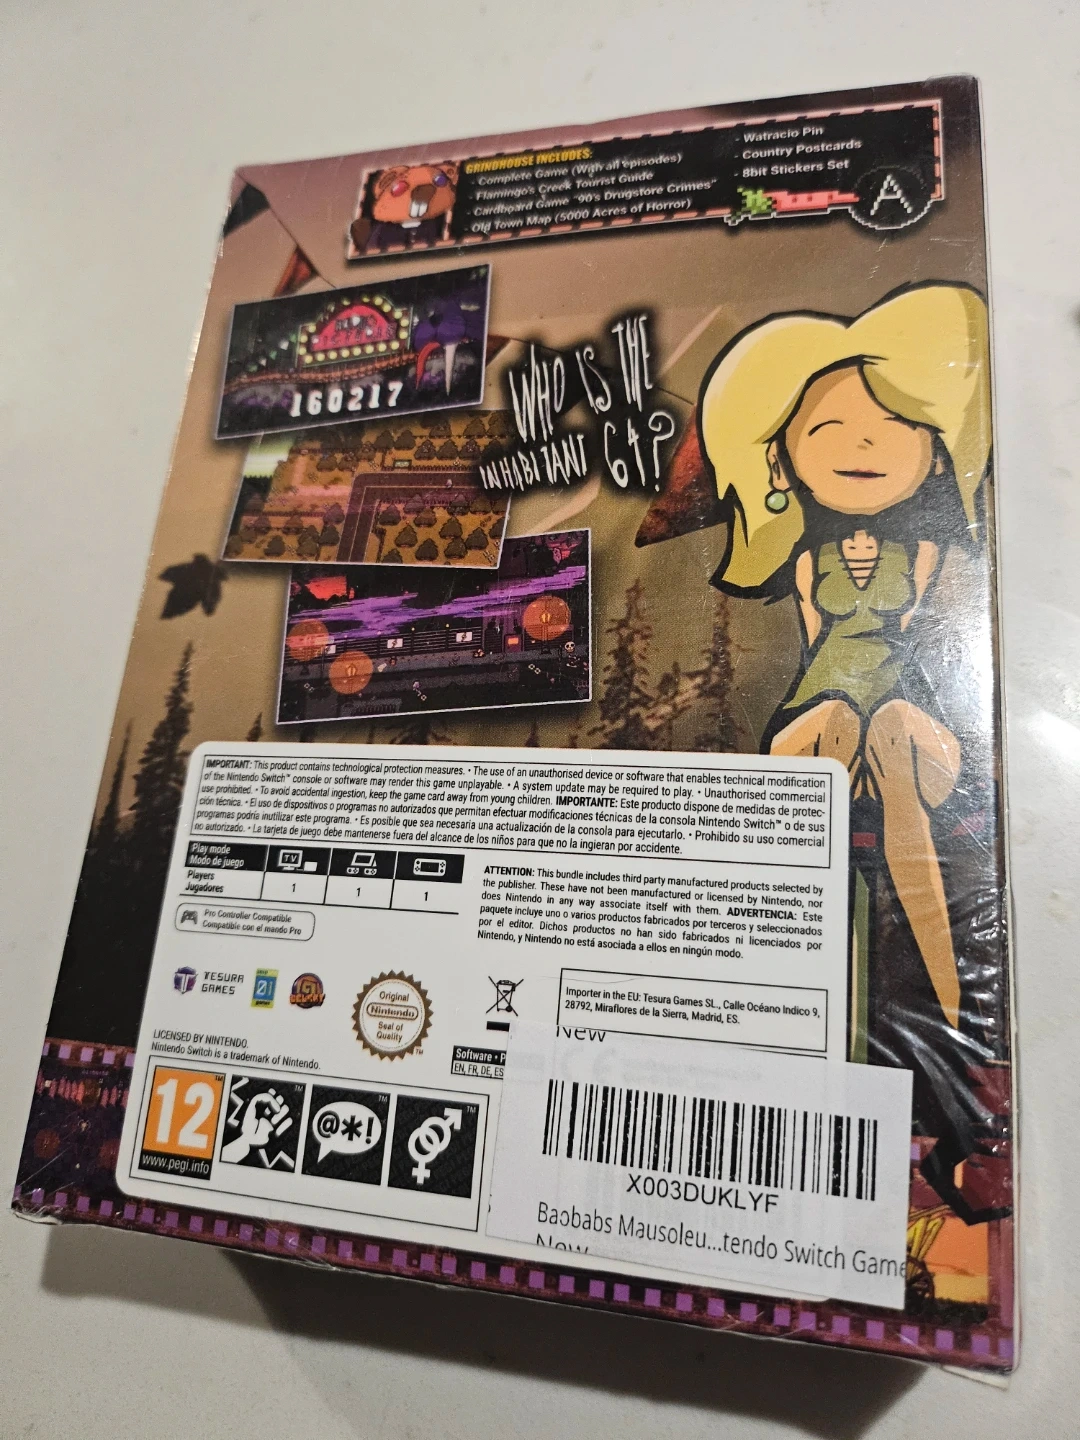 GRINDHOUSE INCLUDES:
- Complete Game (With all episodes)
- Flamingo's Creek Tourist Guide
- Cardboard Game "90's Drugstore Crimes"
- Old Town Map (5000 Acres of Horror)
- Watracio Pin
- Country Postcards
- 8bit Stickers Set
A
160217
WHO IS THE
INHABITANT 64?
IMPORTANT: This product contains technological protection measures. • The use of an unauthorised device or software that enables technical modification
of the Nintendo Switch™ console or software may render this game unplayable. • A system update may be required to play. • Unauthorised commercial
use prohibited. • To avoid accidental ingestion, keep the game card away from young children. IMPORTANTE: Este producto dispone de medidas de protec-
ción técnica. • El uso de dispositivos o programas no autorizados que permitan efectuar modificaciones técnicas de la consola Nintendo Switch™ o de sus
programas podría inutilizar este programa. • Es posible que sea necesaria una actualización de la consola para ejecutarlo. • Prohibido su uso comercial
no autorizado. • La tarjeta de juego debe mantenerse fuera del alcance de los niños para que no la ingieran por accidente.
Play mode
Modo de juego
TV
Players
Jugadores
1
1
1
Pro Controller Compatible
Compatible con el mando Pro
ATTENTION: This bundle includes third party manufactured products selected by
the publisher. These have not been manufactured or licensed by Nintendo, nor
does Nintendo in any way associate itself with them. ADVERTENCIA: Este
paquete incluye uno o varios productos fabricados por terceros y seleccionados
por el editor. Dichos productos no han sido fabricados ni licenciados por
Nintendo, y Nintendo no está asociada a ellos en ningún modo.
TESURA
GAMES
01
Original
Nintendo
Seal of
Quality
™
Importer in the EU: Tesura Games SL., Calle Océano Indico 9,
28792, Miraflores de la Sierra, Madrid, ES.
LICENSED BY NINTENDO.
Nintendo Switch is a trademark of Nintendo.
Software • P
EN, FR, DE, ES
12
www.pegi.info
@*!
New
X003DUKLYF
Baobabs Mausoleu...tendo Switch Game
New